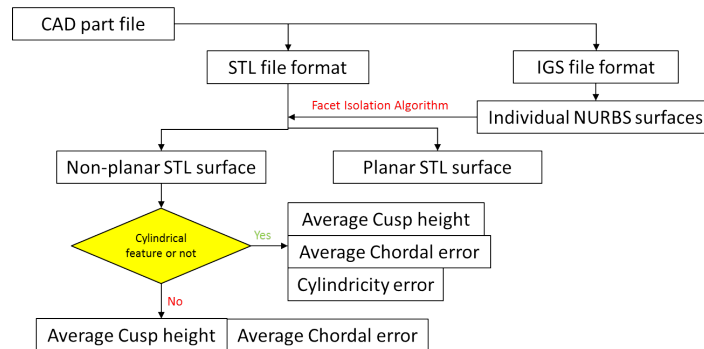 CAD part file
STL file format
IGS file format
Facet Isolation Algorithm
Individual NURBS surfaces
Non-planar STL surface
Planar STL surface
Cylindrical
feature or not
Yes
Average Cusp height
Average Chordal error
Cylindricity error
No
Average Cusp height
Average Chordal error